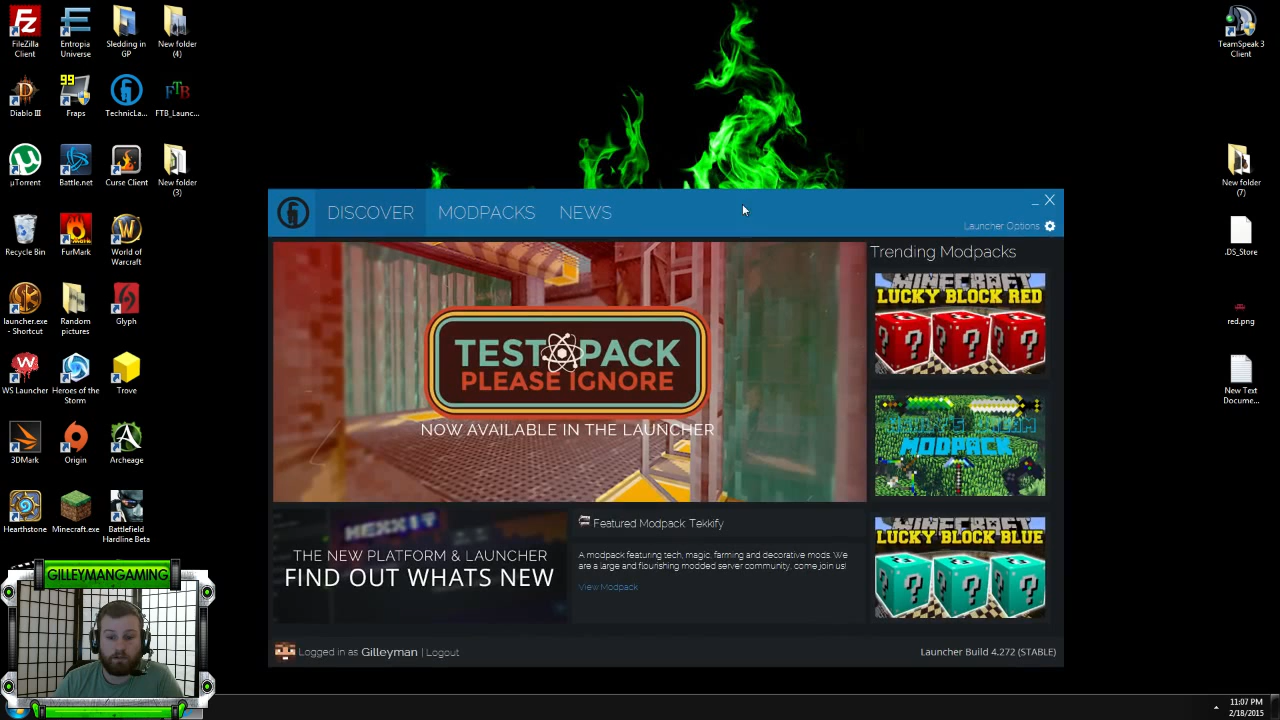 FileZilla
Client
Entropia
Universe
Sledding in
GP
New folder
(4)
TeamSpeak 3
Client
Diablo III
99
Fraps
TechnicLa...
FTB
FTB_Launc...
µTorrent
Battle.net
Curse Client
New folder
(3)
New folder
(7)
Recycle Bin
FurMark
World of
Warcraft
.DS_Store
launcher.exe
- Shortcut
Random
pictures
Glyph
red.png
WS Launcher
Heroes of the
Storm
Trove
New Text
Docume...
3DMark
Origin
Archeage
Hearthstone
Minecraft.exe
Battlefield
Hardline Beta
DISCOVER
MODPACKS
NEWS
_ X
Launcher Options
TEST PACK
PLEASE IGNORE
NOW AVAILABLE IN THE LAUNCHER
Trending Modpacks
MINECRAFT
LUCKY BLOCK RED
MODPACK
MINECRAFT
LUCKY BLOCK BLUE
HEXXIT
THE NEW PLATFORM & LAUNCHER
FIND OUT WHATS NEW
Featured Modpack: Tekkify
A modpack featuring tech, magic, farming and decorative mods. We
are a large and flourishing modded server community, come join us!
View Modpack
Logged in as Gilleyman | Logout
Launcher Build 4.272 (STABLE)
GILLEYMANGAMING
11:07 PM
2/18/2015